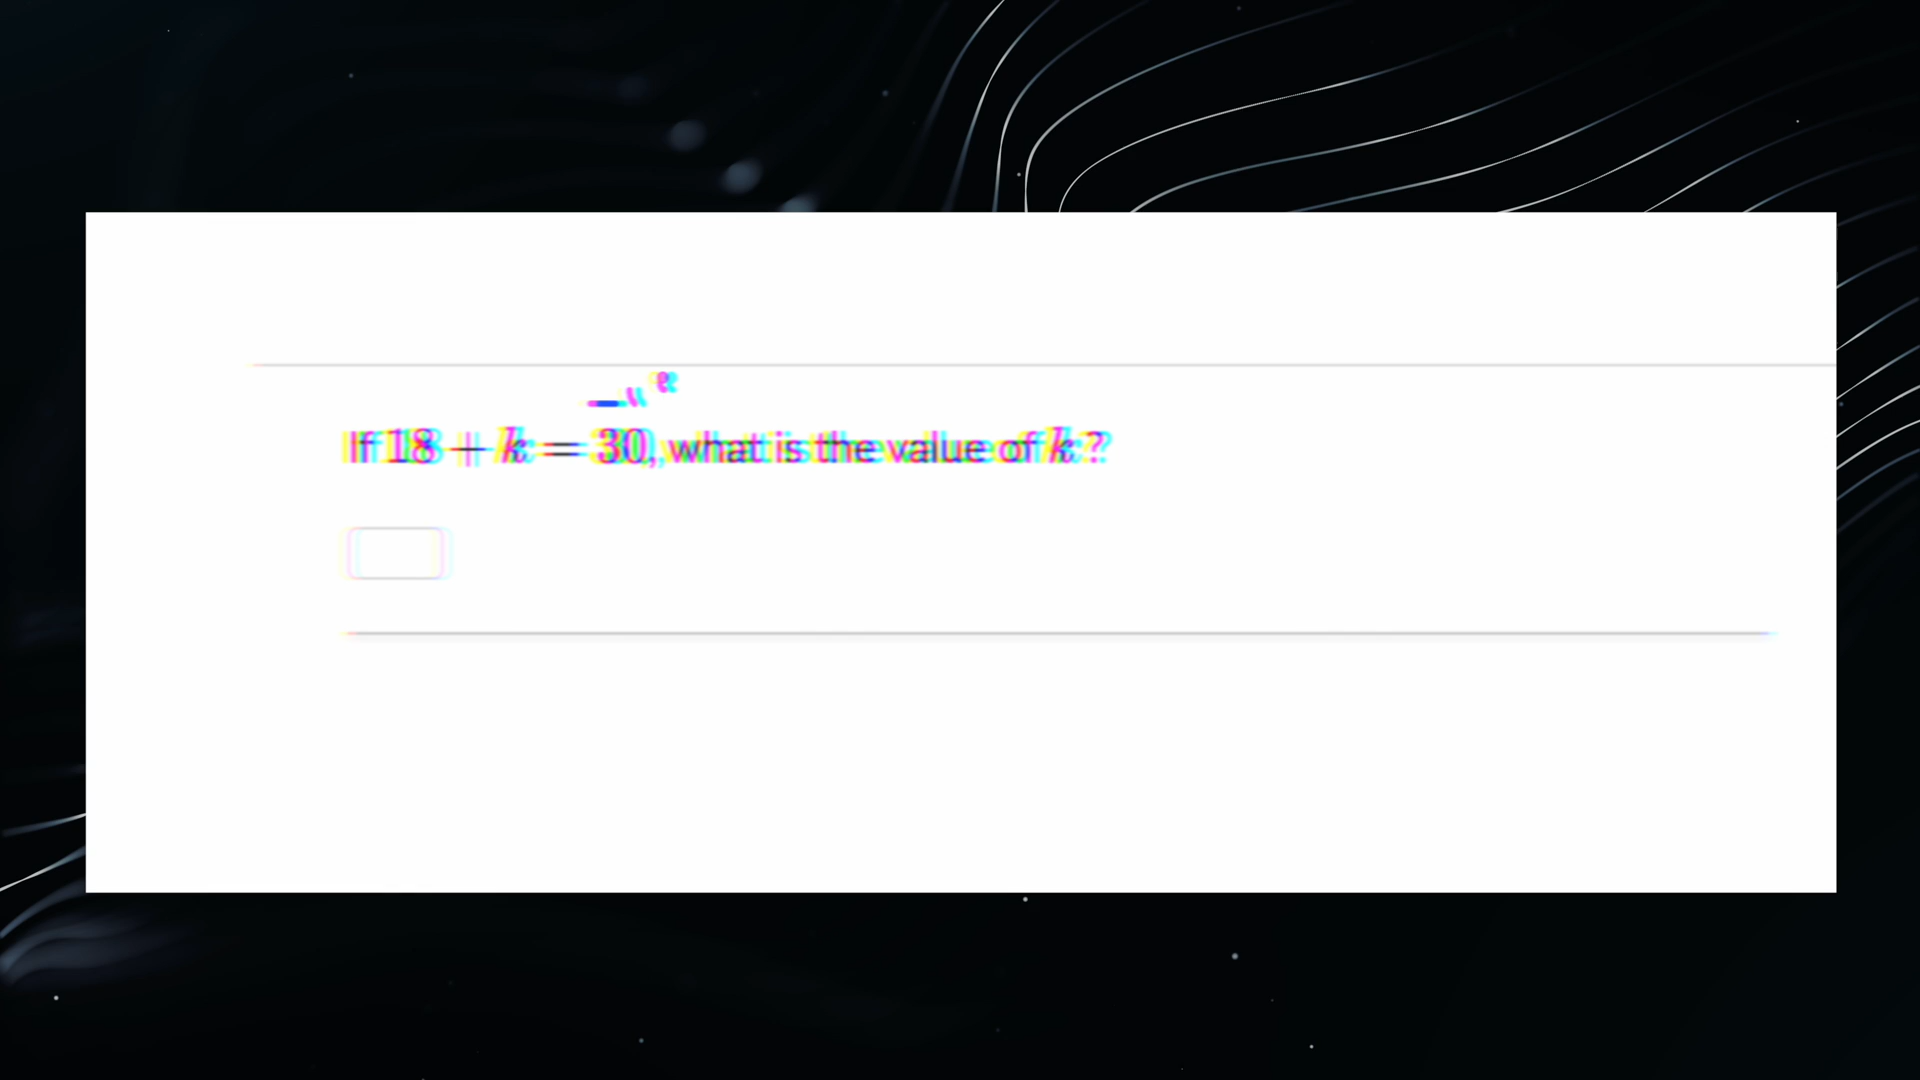 If 18 + k = 30, what is the value of k ?